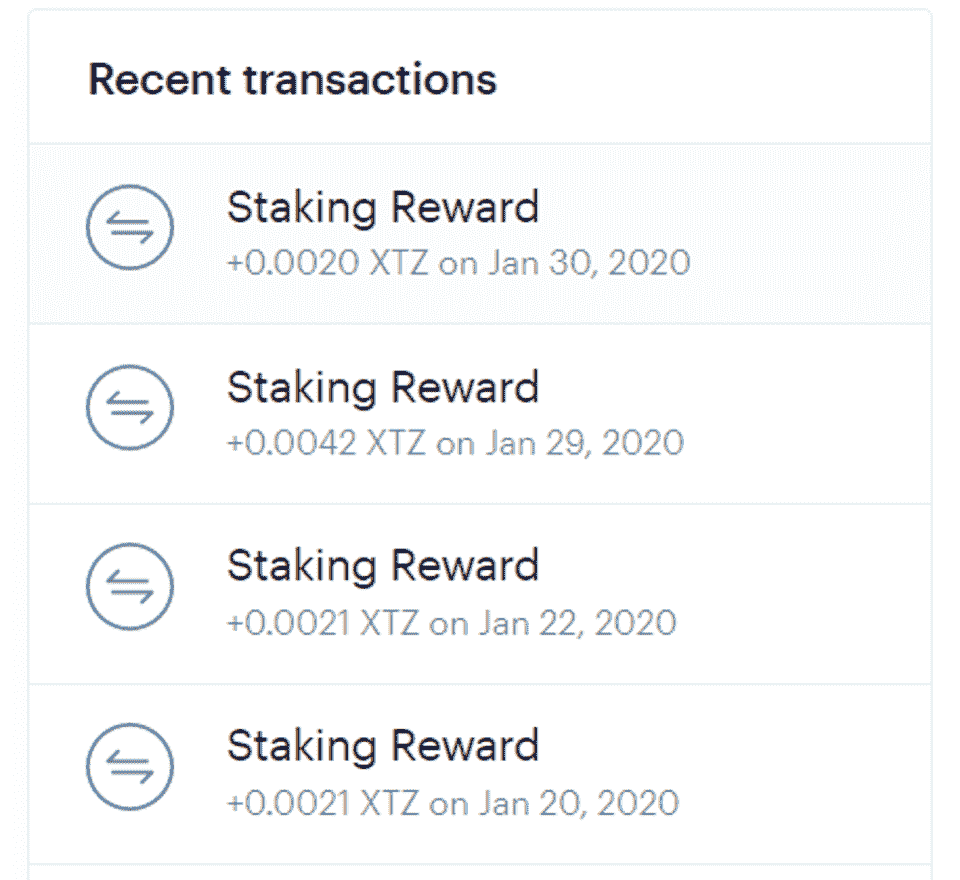 Recent transactions
Staking Reward
+0.0020 XTZ on Jan 30, 2020
Staking Reward
+0.0042 XTZ on Jan 29, 2020
Staking Reward
+0.0021 XTZ on Jan 22, 2020
Staking Reward
+0.0021 XTZ on Jan 20, 2020